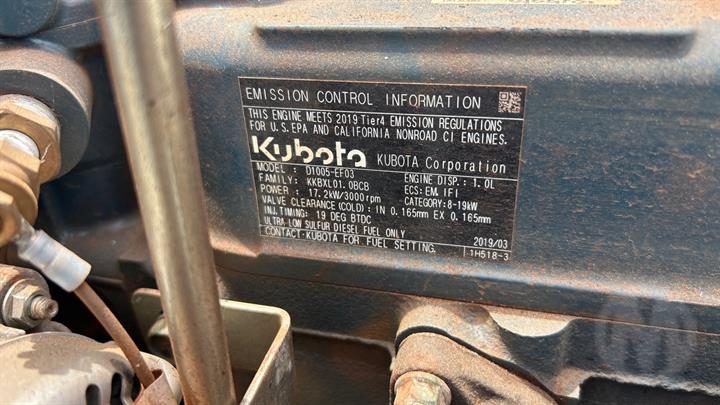 EMISSION CONTROL INFORMATION
THIS ENGINE MEETS 2019 Tier4 EMISSION REGULATIONS
FOR U.S. EPA AND CALIFORNIA NONROAD CI ENGINES.
Kubota KUBOTA Corporation
MODEL : D1005-EF03 ENGINE DISP.: 1.0L
FAMILY: KKBXL01.0BCB ECS: EM, IFI
POWER : 17.2kW/3000rpm CATEGORY: 8-19kW
VALVE CLEARANCE (COLD): IN 0.165mm EX 0.165mm
INJ. TIMING: 19 DEG BTDC
ULTRA LOW SULFUR DIESEL FUEL ONLY 2019/03
CONTACT KUBOTA FOR FUEL SETTING. 1H518-3